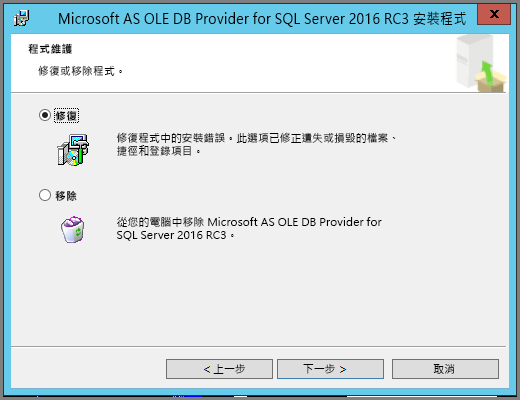 Microsoft AS OLE DB Provider for SQL Server 2016 RC3 安裝程式
x
程式維護
修復或移除程式。
修復
修復程式中的安裝錯誤。此選項已修正遺失或損毀的檔案、
捷徑和登錄項目。
移除
從您的電腦中移除 Microsoft AS OLE DB Provider for
SQL Server 2016 RC3。
< 上一步
下一步 >
取消